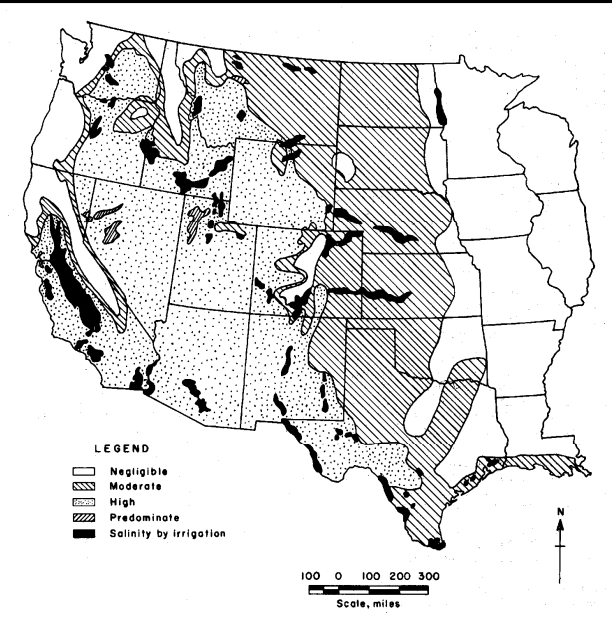 LEGEND
Negligible
Moderate
High
Predominate
Salinity by irrigation
N
100 0 100 200 300
Scale, miles